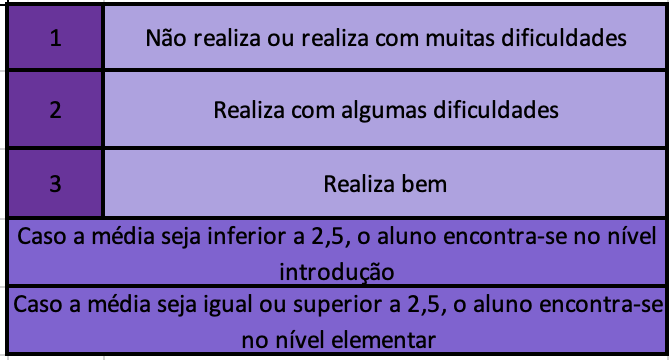 1 Não realiza ou realiza com muitas dificuldades
2 Realiza com algumas dificuldades
3 Realiza bem
Caso a média seja inferior a 2,5, o aluno encontra-se no nível
introdução
Caso a média seja igual ou superior a 2,5, o aluno encontra-se
no nível elementar